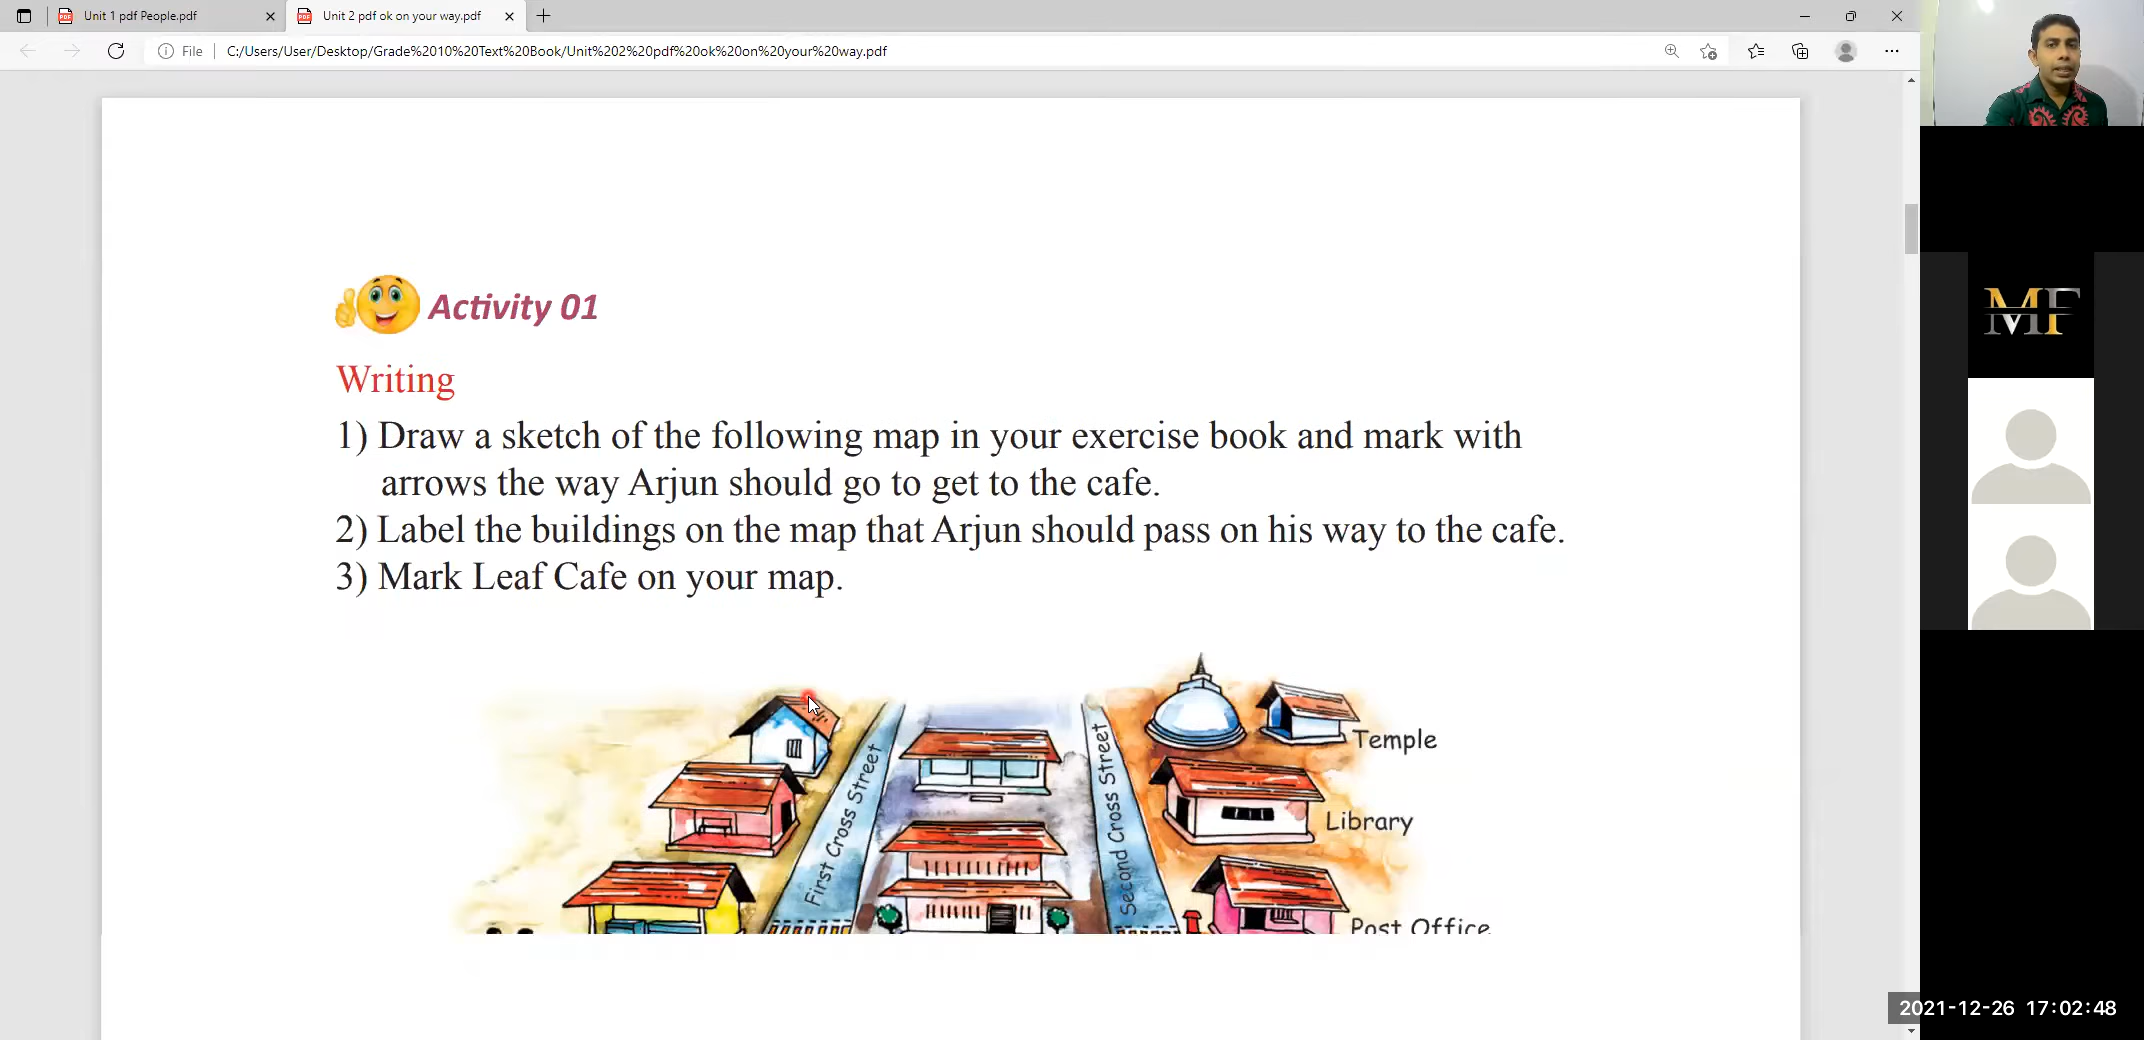 Unit 1 pdf People.pdf
Unit 2 pdf ok on your way.pdf
File
C:/Users/User/Desktop/Grade%2010%20Text%20Book/Unit%202%20pdf%20ok%20on%20your%20way.pdf
Activity 01
Writing
1) Draw a sketch of the following map in your exercise book and mark with
arrows the way Arjun should go to get to the cafe.
2) Label the buildings on the map that Arjun should pass on his way to the cafe.
3) Mark Leaf Cafe on your map.
First Cross Street
Second Cross Street
Temple
Library
Post Office
MF
2021-12-26 17:02:48